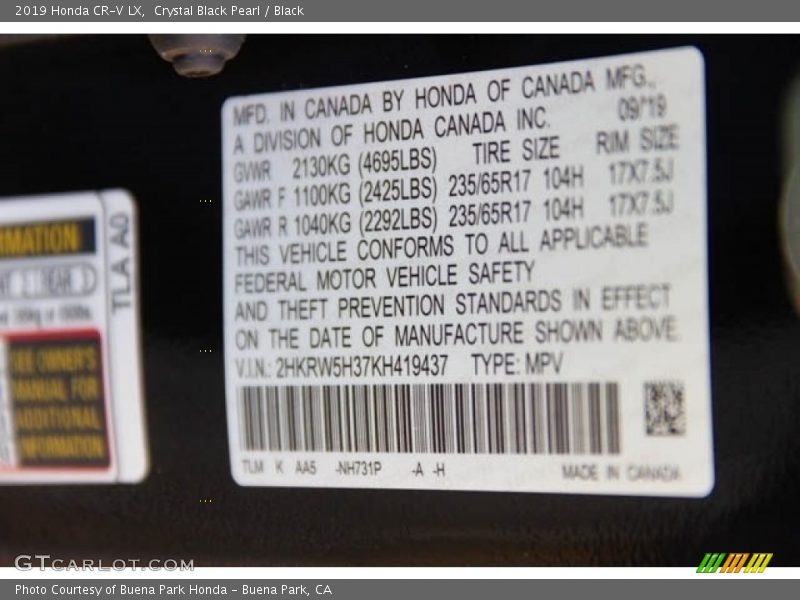 2019 Honda CR-V LX, Crystal Black Pearl / Black
MFD. IN CANADA BY HONDA OF CANADA MFG.,
A DIVISION OF HONDA CANADA INC. 09/19
GVWR 2130KG (4695LBS) TIRE SIZE RIM SIZE
GAWR F 1100KG (2425LBS) 235/65R17 104H 17X7.5J
GAWR R 1040KG (2292LBS) 235/65R17 104H 17X7.5J
THIS VEHICLE CONFORMS TO ALL APPLICABLE
FEDERAL MOTOR VEHICLE SAFETY
AND THEFT PREVENTION STANDARDS IN EFFECT
ON THE DATE OF MANUFACTURE SHOWN ABOVE.
V.I.N.: 2HKRW5H37KH419437 TYPE: MPV
TLM K AA5 -NH731P -A -H MADE IN CANADA
RMATION
REAR
TLA A0
SEE OWNER'S
MANUAL FOR
ADDITIONAL
INFORMATION
GTCARLOT.COM
Photo Courtesy of Buena Park Honda - Buena Park, CA